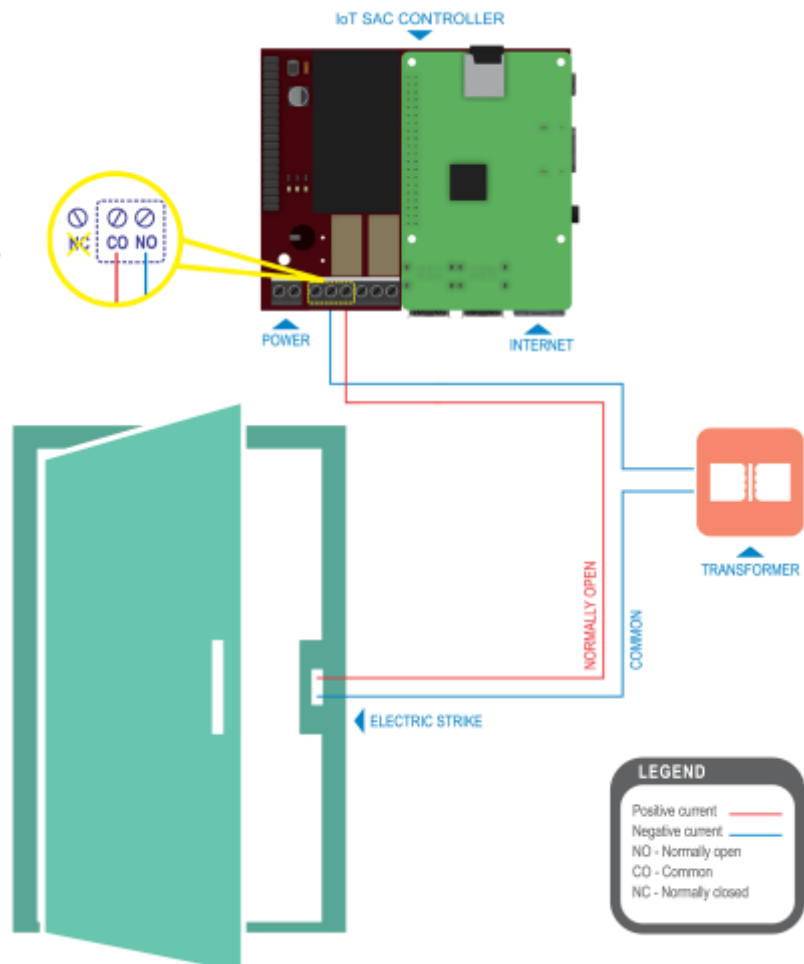 IoT SAC CONTROLLER
NC CO NO
POWER
INTERNET
TRANSFORMER
NORMALLY OPEN
COMMON
ELECTRIC STRIKE
LEGEND
Positive current
Negative current
NO - Normally open
CO - Common
NC - Normally closed